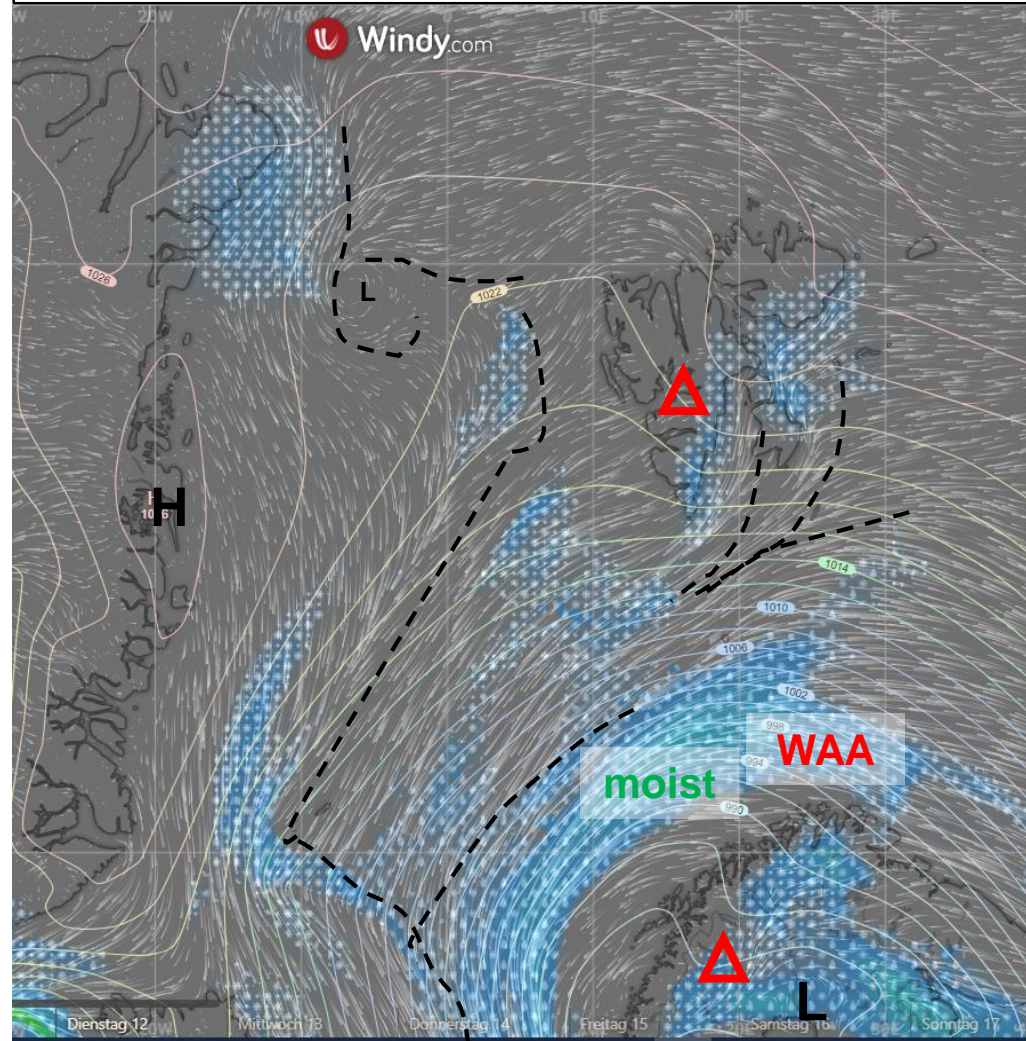 20W
10W
0
10E
20E
30E
Windy.com
1026
L
1022
H
H
1014
1010
1006
1002
998
WAA
994
moist
990
L
Dienstag 12
Mittwoch 13
Donnerstag 14
Freitag 15
Samstag 16
Sonntag 17